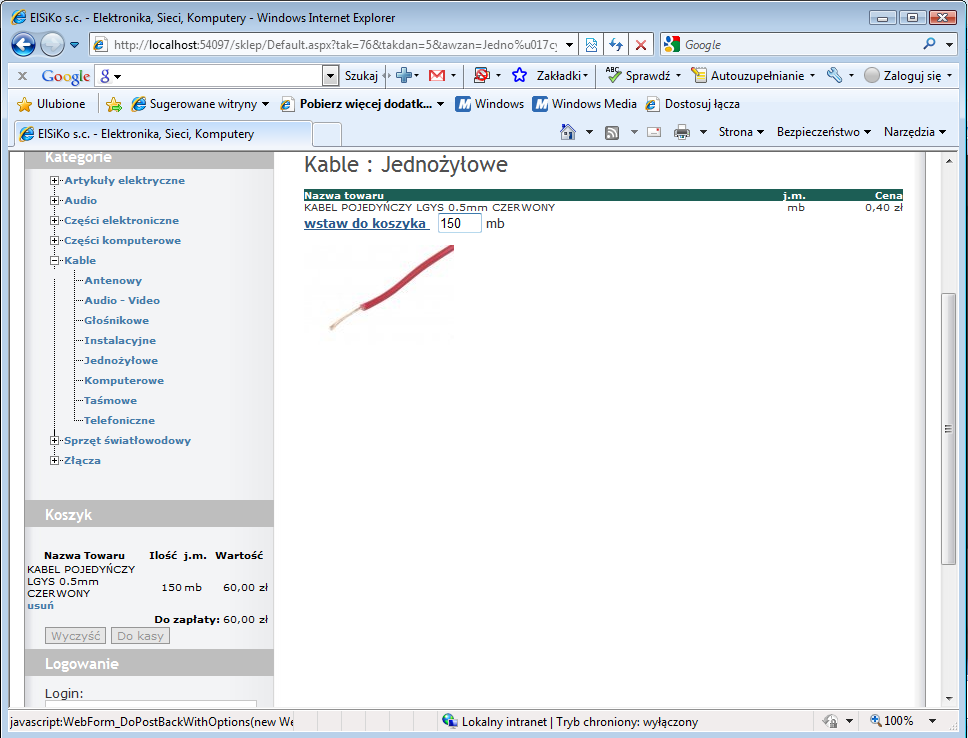 ElSiKo s.c. - Elektronika, Sieci, Komputery - Windows Internet Explorer
http://localhost:54097/sklep/Default.aspx?tak=76&takdan=5&awzan=Jedno%u017cy
Google
Google g Szukaj Zakładki Sprawdź Autouzupełnianie Zaloguj się
Ulubione Sugerowane witryny Pobierz więcej dodatk... Windows Windows Media Dostosuj łącza
ElSiKo s.c. - Elektronika, Sieci, Komputery Strona Bezpieczeństwo Narzędzia
Kategorie
Artykuły elektryczne
Audio
Części elektroniczne
Części komputerowe
Kable
Antenowy
Audio - Video
Głośnikowe
Instalacyjne
Jednożyłowe
Komputerowe
Taśmowe
Telefoniczne
Sprzęt światłowodowy
Złącza
Koszyk
Nazwa Towaru Ilość j.m. Wartość
KABEL POJEDYŃCZY
LGYS 0.5mm
CZERWONY
150 mb 60,00 zł
usuń
Do zapłaty: 60,00 zł
Wyczyść Do kasy
Logowanie
Login:
Kable : Jednożyłowe
Nazwa towaru j.m. Cena
KABEL POJEDYŃCZY LGYS 0.5mm CZERWONY mb 0,40 zł
wstaw do koszyka 150 mb
javascript:WebForm_DoPostBackWithOptions(new We Lokalny intranet | Tryb chroniony: wyłączony 100%